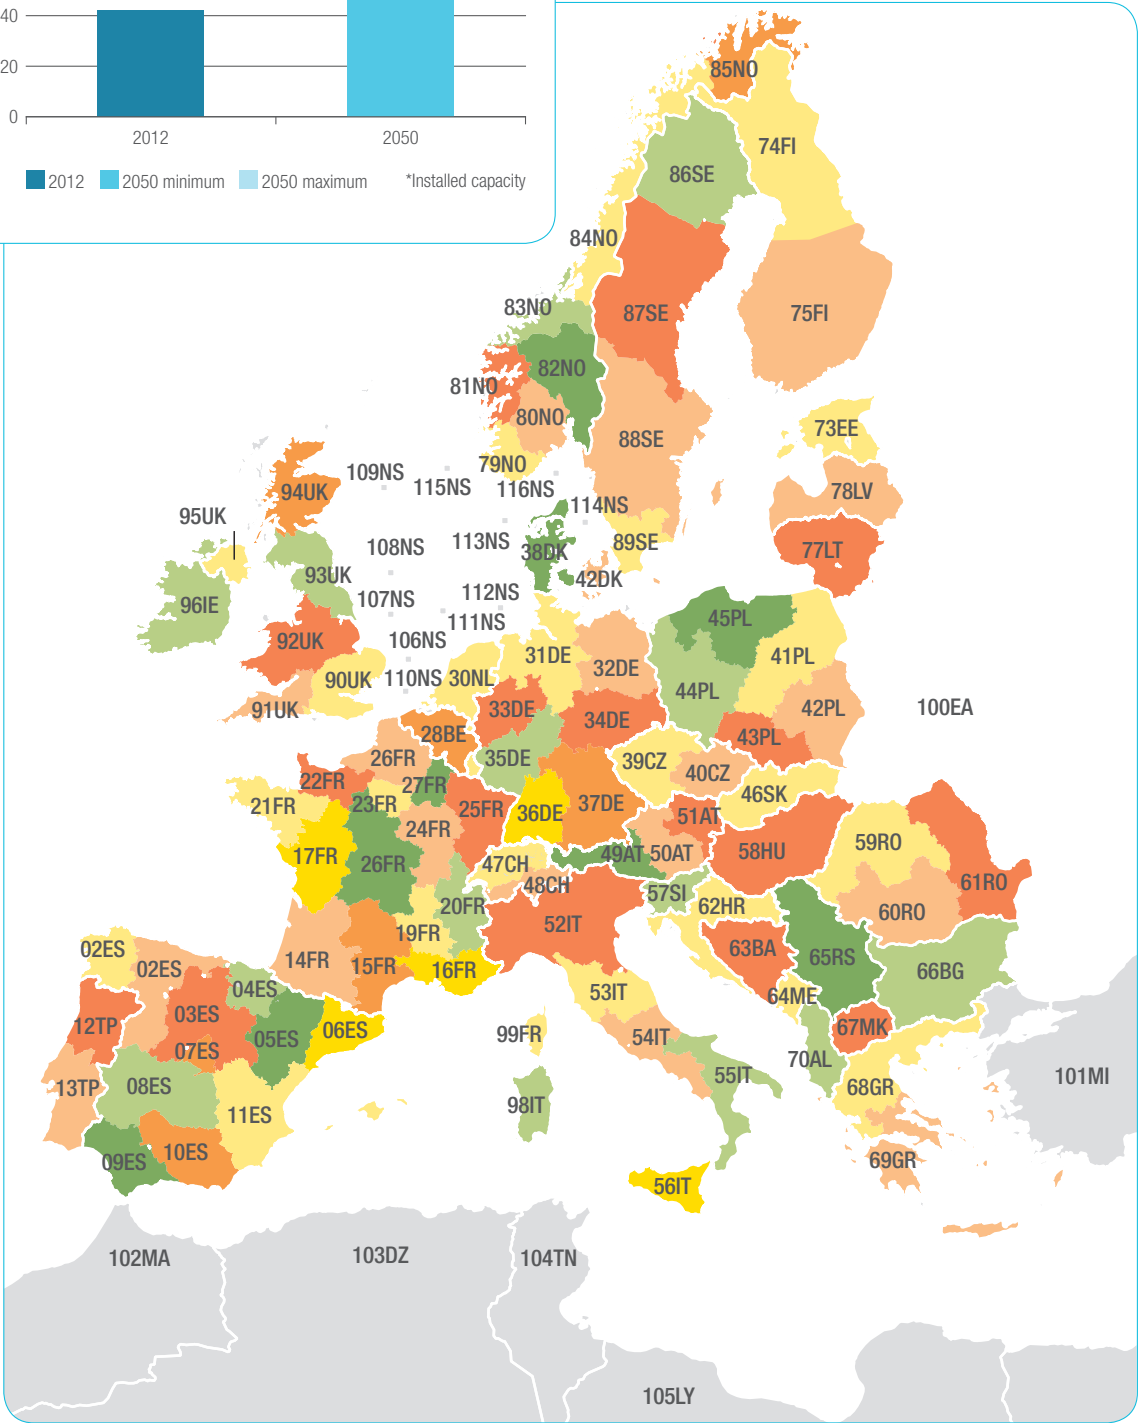 40
20
0
2012
2050
2012 2050 minimum 2050 maximum *Installed capacity
85NO
74FI
86SE
84NO
83NO
87SE
75FI
82NO
81NO
80NO
73EE
88SE
79NO
109NS
115NS
116NS
78LV
94UK
114NS
95UK
113NS
89SE
108NS
38DK
77LT
93UK
42DK
112NS
107NS
96IE
111NS
45PL
92UK
106NS
31DE
41PL
110NS
30NL
32DE
90UK
44PL
91UK
33DE
34DE
42PL
100EA
28BE
43PL
26FR
35DE
39CZ
40CZ
22FR
27FR
46SK
21FR
23FR
25FR
36DE
37DE
24FR
51AT
17FR
59RO
26FR
47CH
49AT
50AT
58HU
48CH
61RO
20FR
57SI
62HR
60RO
52IT
19FR
02ES
63BA
02ES
14FR
15FR
16FR
65RS
66BG
04ES
53IT
64ME
03ES
12TP
06ES
67MK
05ES
99FR
54IT
07ES
70AL
13TP
08ES
55IT
101MI
68GR
11ES
98IT
10ES
09ES
69GR
56IT
102MA
103DZ
104TN
105LY